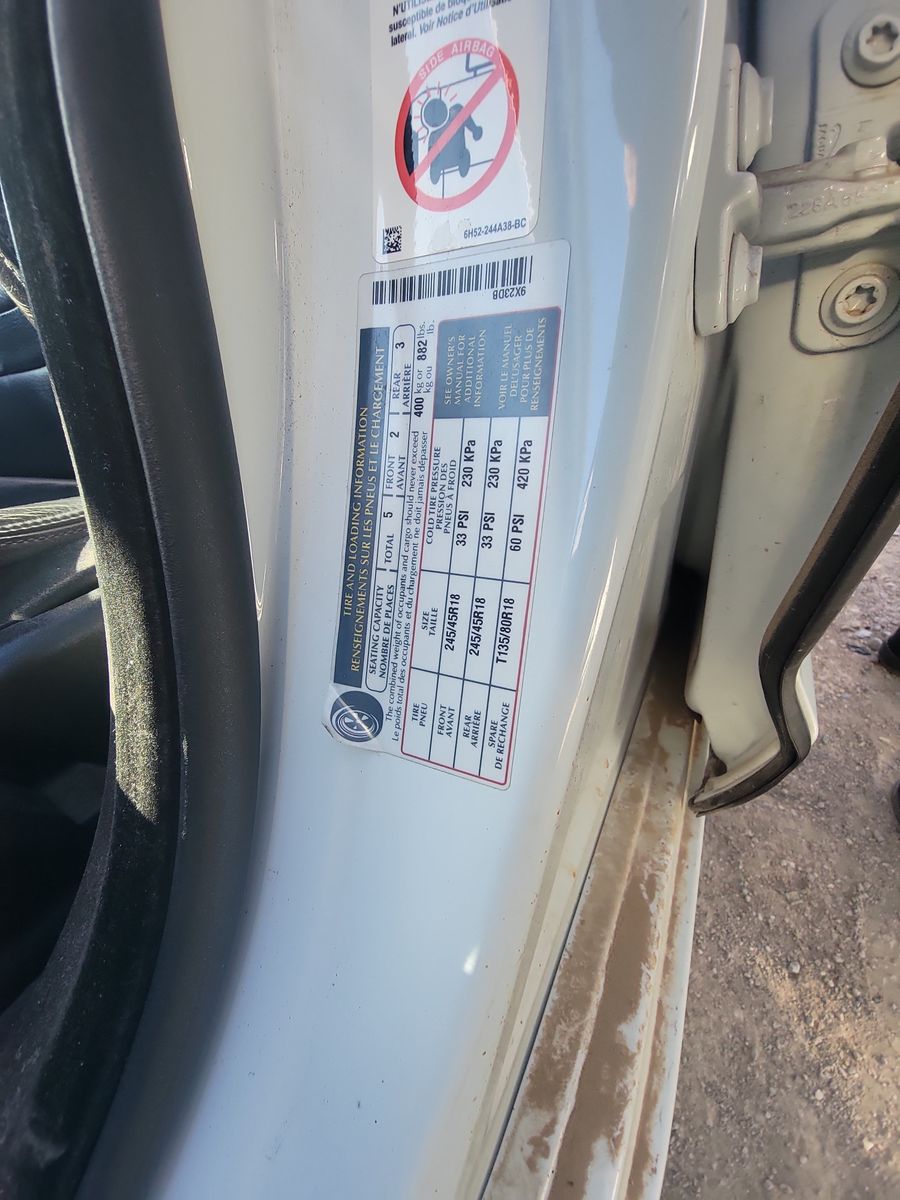 N'UTILISE
susceptible de bloqu
latéral. Voir Notice d'Utilisat
SIDE AIRBAG
6H52-244A38-BC
9X23DB
TIRE AND LOADING INFORMATION
RENSEIGNEMENTS SUR LES PNEUS ET LE CHARGEMENT
SEATING CAPACITY TOTAL 5 FRONT 2 REAR 3
NOMBRE DE PLACES AVANT ARRIÈRE
The combined weight of occupants and cargo should never exceed 400 kg or 882 lbs.
Le poids total des occupants et du chargement ne doit jamais dépasser kg ou lb.
TIRE SIZE COLD TIRE PRESSURE
PNEU TAILLE PRESSION DES
PNEUS À FROID
FRONT 245/45R18 33 PSI 230 KPa
AVANT
REAR 245/45R18 33 PSI 230 KPa
ARRIÈRE
SPARE T135/80R18 60 PSI 420 KPa
DE RECHANGE
SEE OWNER'S
MANUAL FOR
ADDITIONAL
INFORMATION
VOIR LE MANUEL
DE L'USAGER
POUR PLUS DE
RENSEIGNEMENTS